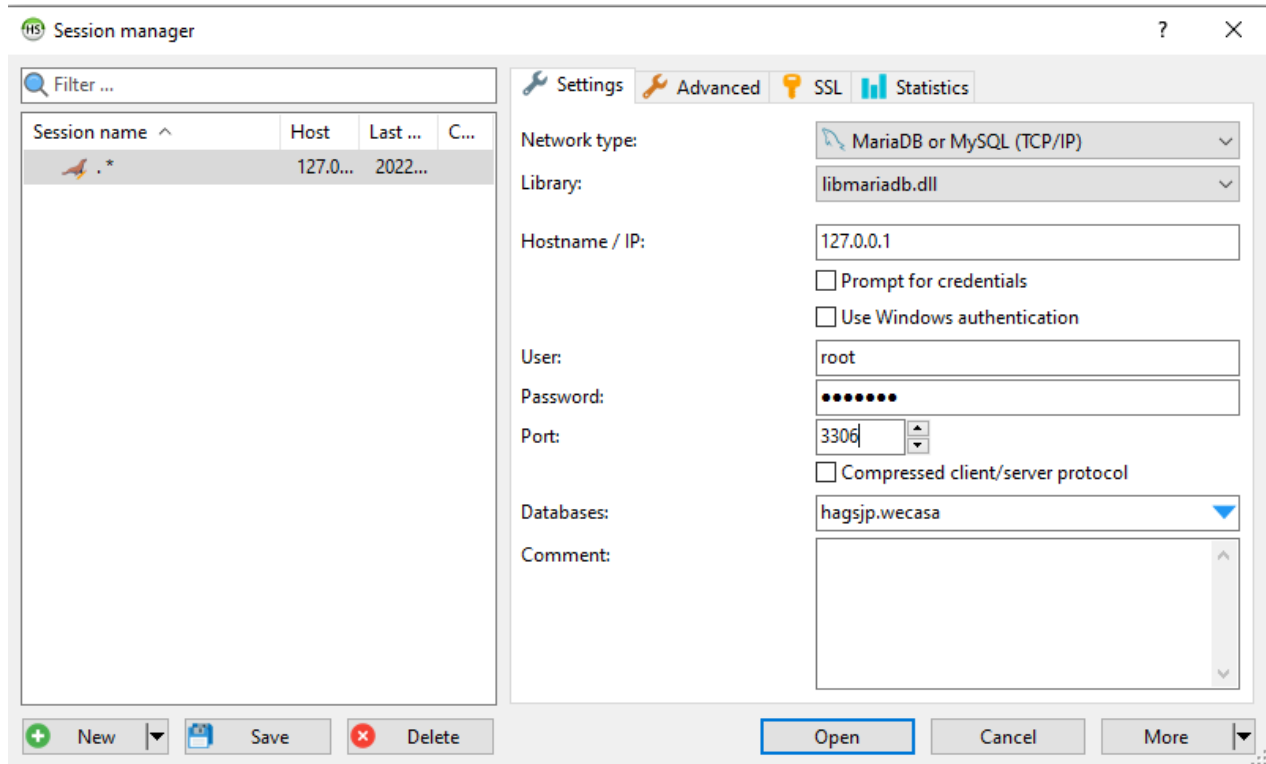 HS Session manager ? ×
Filter ...
Settings Advanced SSL Statistics
Session name Host Last ... C...
.* 127.0... 2022...
Network type: MariaDB or MySQL (TCP/IP)
Library: libmariadb.dll
Hostname / IP: 127.0.0.1
Prompt for credentials
Use Windows authentication
User: root
Password: ●●●●●●●
Port: 3306
Compressed client/server protocol
Databases: hagsjp.wecasa
Comment:
New Save Delete Open Cancel More